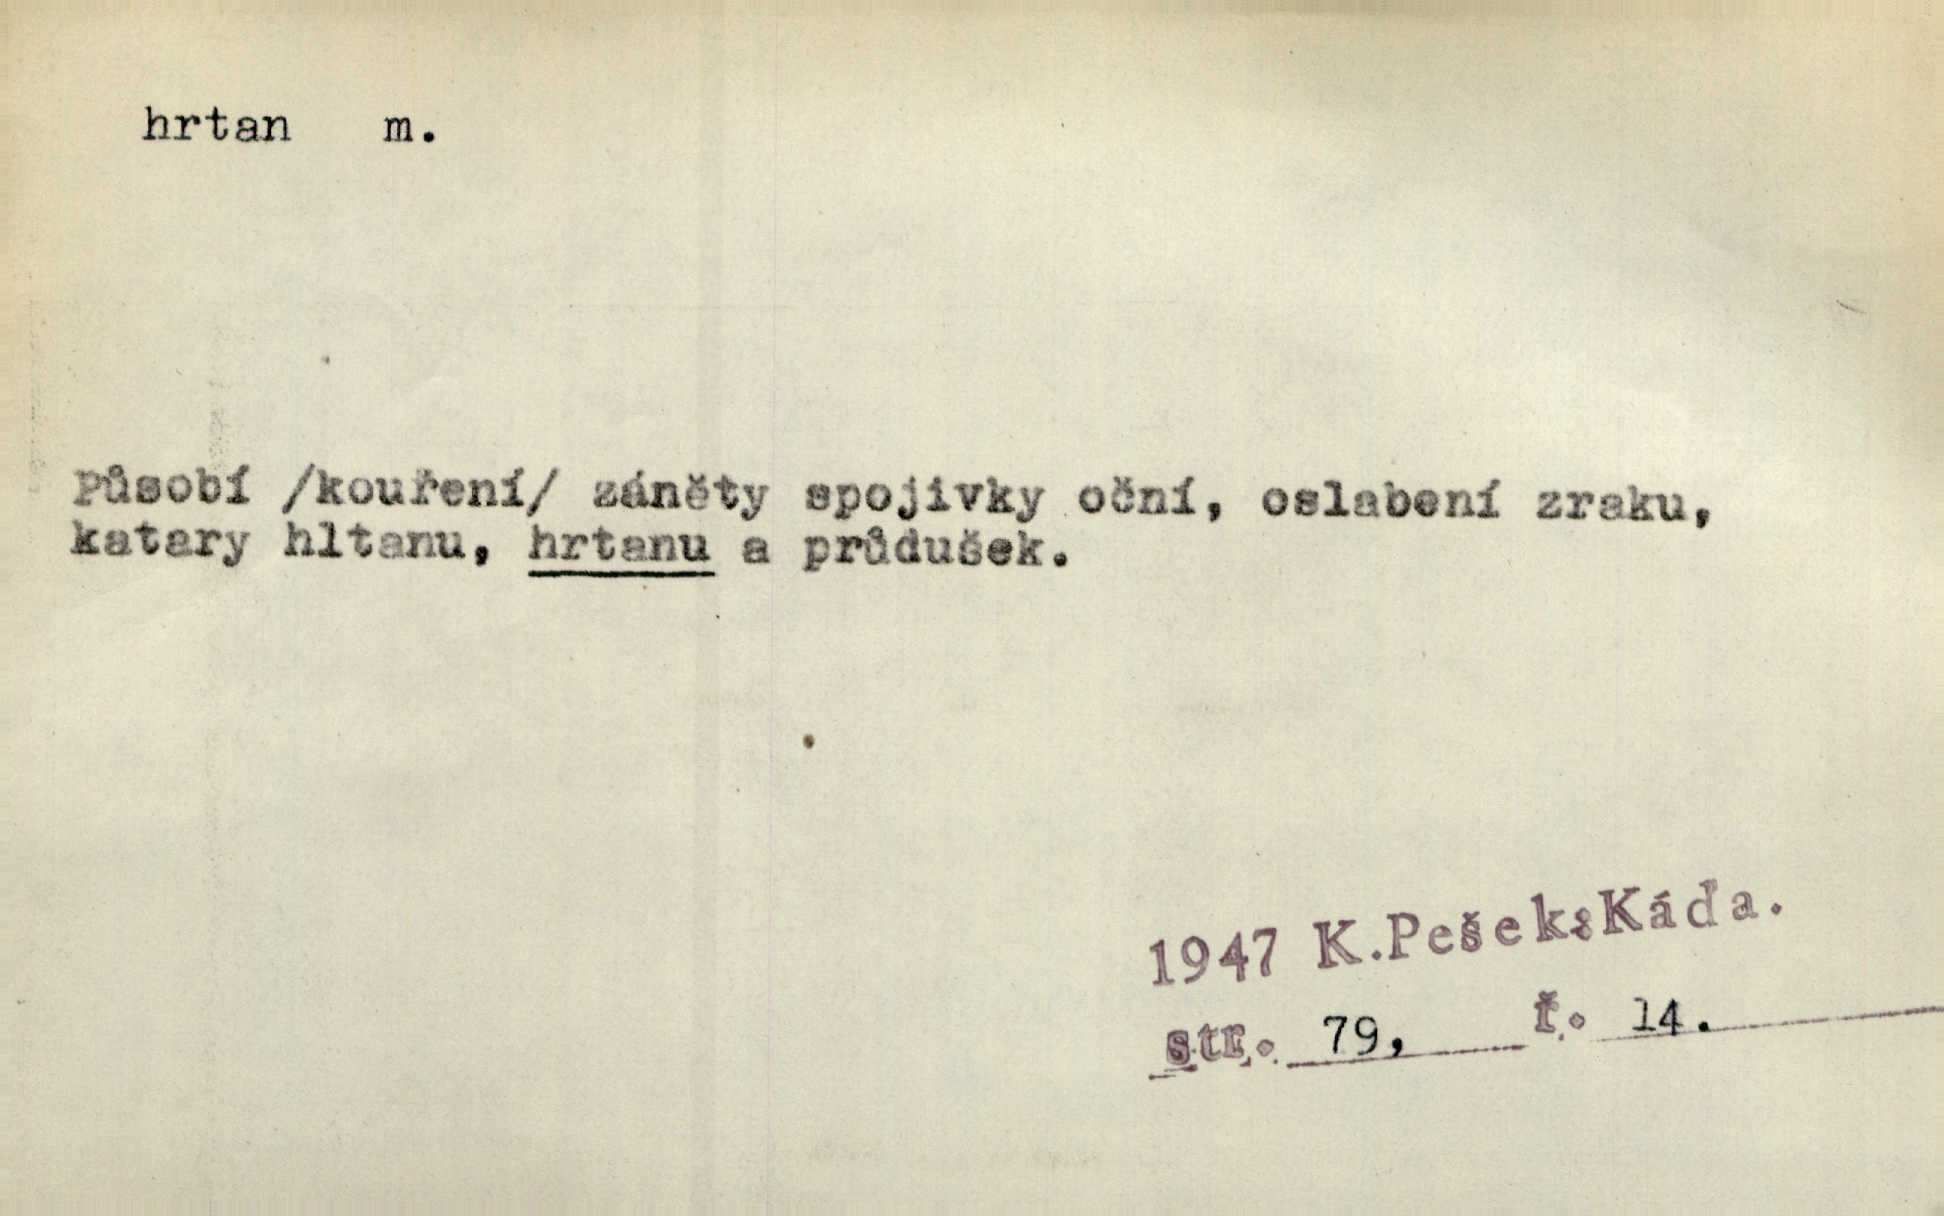 hrtan m.
Působí /kouření/ záněty spojivky oční, oslabení zraku,
katary hltanu, hrtanu a průdušek.
1947 K.Pešek:Káďa.
str. 79, ř. 14.